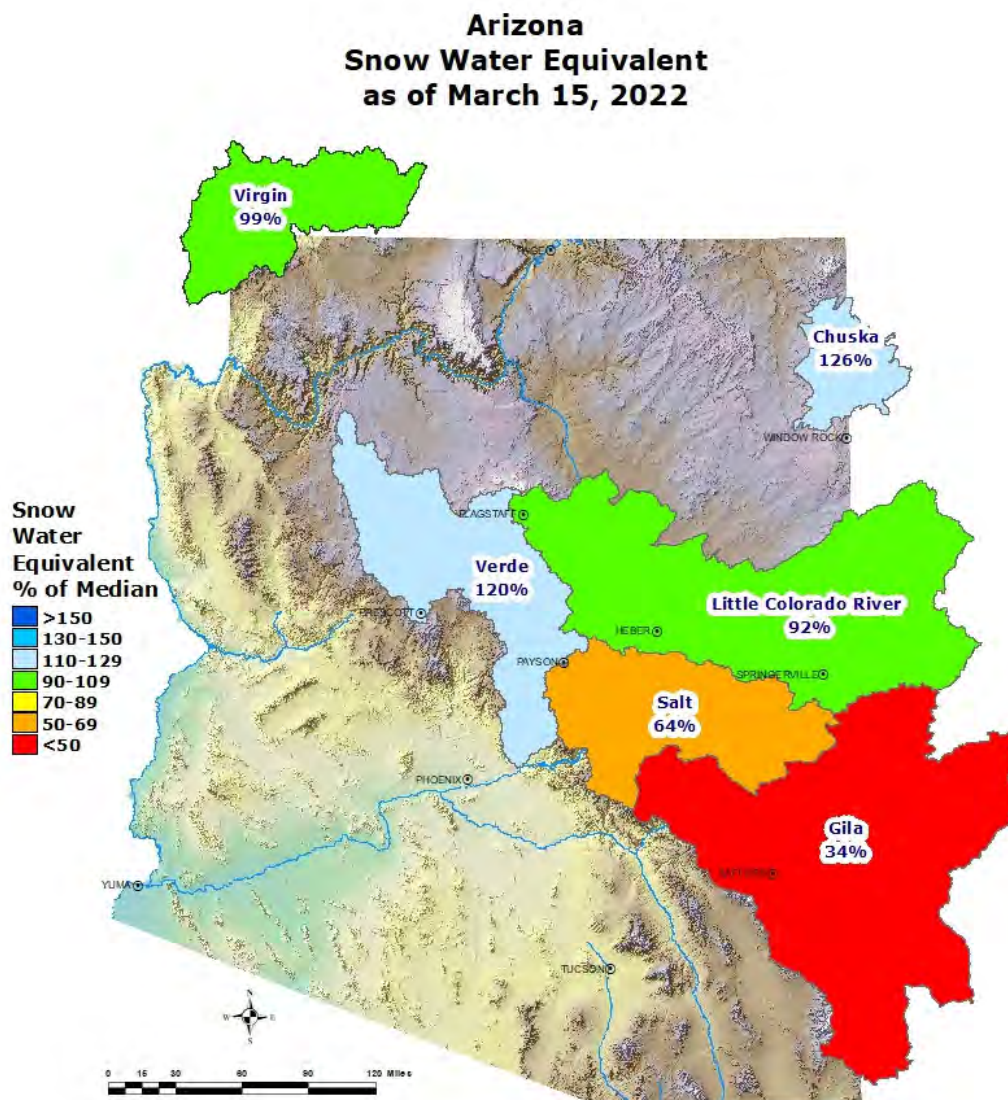 Arizona
Snow Water Equivalent
as of March 15, 2022
Virgin
99%
PAGE
Chuska
126%
WINDOW ROCK
Snow
Water
Equivalent
% of Median
>150
130-150
110-129
90-109
70-89
50-69
<50
FLAGSTAFF
Verde
120%
PRESCOTT
Little Colorado River
92%
HEBER
PAYSON
SPRINGERVILLE
Salt
64%
PHOENIX
Gila
34%
YUMA
TUCSON
N
W E
S
0 15 30 60 90 120 Miles